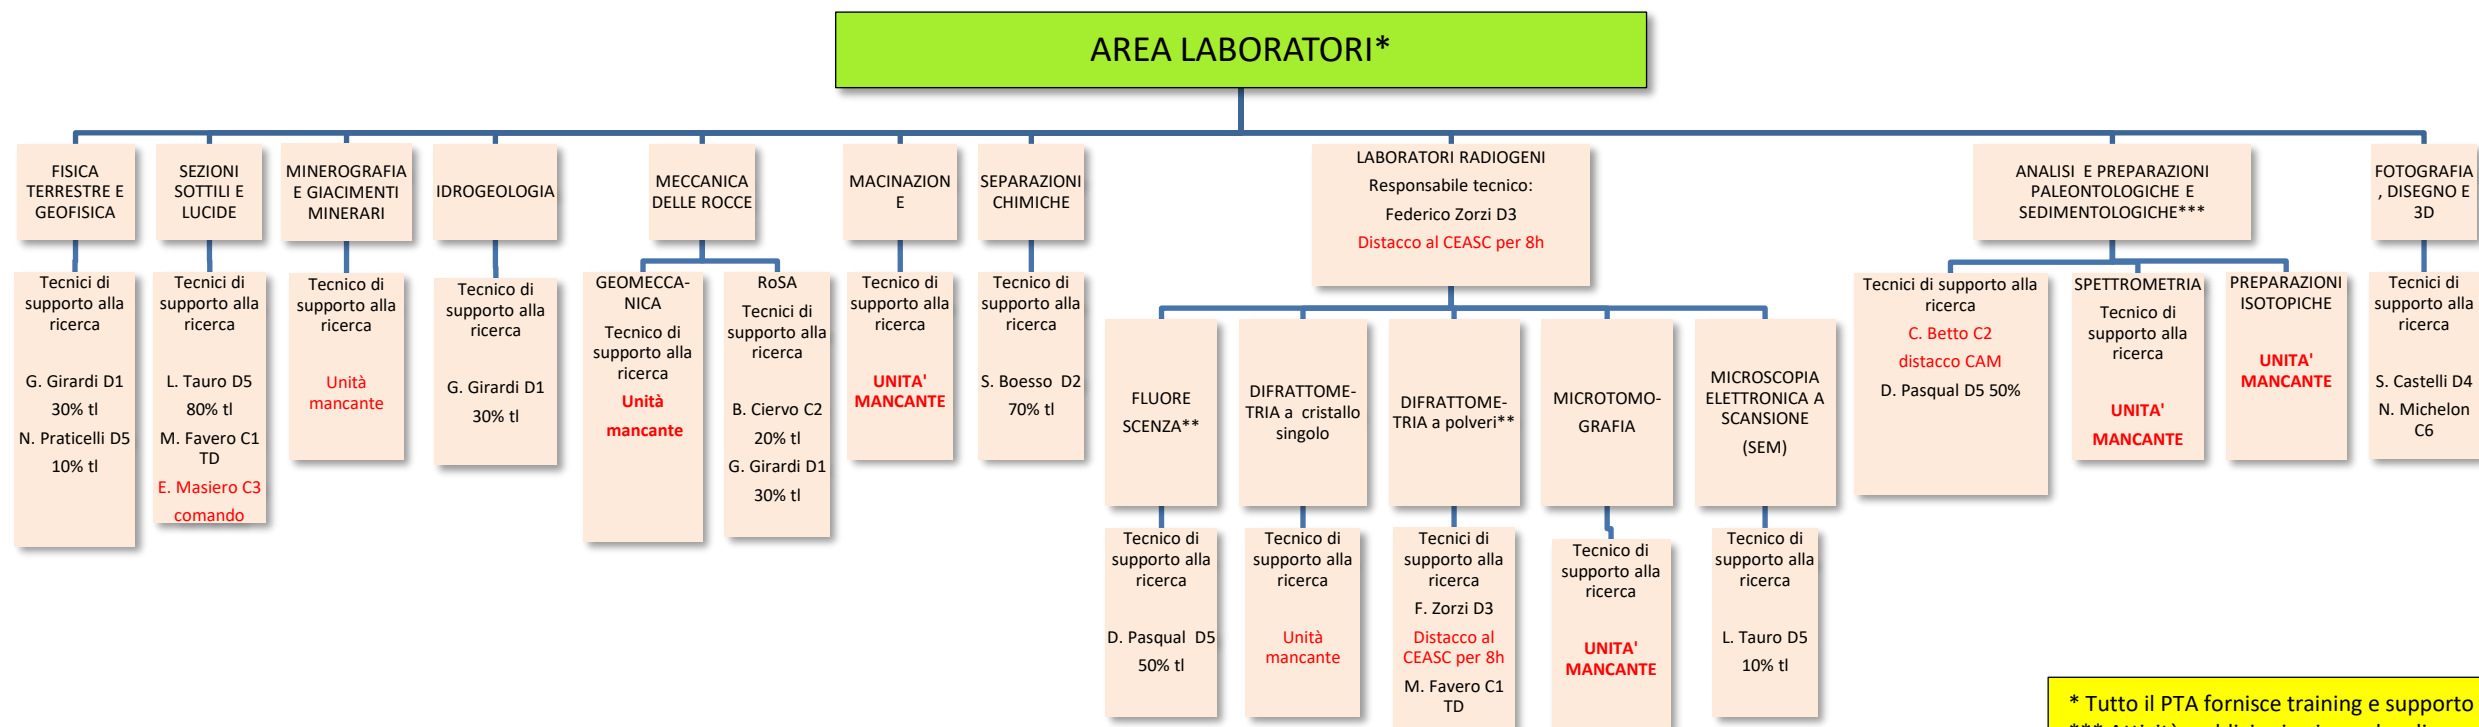 AREA LABORATORI*
FISICA
TERRESTRE E
GEOFISICA
Tecnici di
supporto alla
ricerca
G. Girardi D1
30% tl
N. Praticelli D5
10% tl
SEZIONI
SOTTILI E
LUCIDE
Tecnici di
supporto alla
ricerca
L. Tauro D5
80% tl
M. Favero C1
TD
E. Masiero C3
comando
MINEROGRAFIA
E GIACIMENTI
MINERARI
Tecnico di
supporto alla
ricerca
Unità
mancante
IDROGEOLOGIA
Tecnico di
supporto alla
ricerca
G. Girardi D1
30% tl
MECCANICA
DELLE ROCCE
GEOMECCA-
NICA
Tecnico di
supporto alla
ricerca
Unità
mancante
RoSA
Tecnici di
supporto alla
ricerca
B. Ciervo C2
20% tl
G. Girardi D1
30% tl
MACINAZION
E
Tecnico di
supporto alla
ricerca
UNITA'
MANCANTE
SEPARAZIONI
CHIMICHE
Tecnico di
supporto alla
ricerca
S. Boesso D2
70% tl
LABORATORI RADIOGENI
Responsabile tecnico:
Federico Zorzi D3
Distacco al CEASC per 8h
FLUORE
SCENZA**
Tecnico di
supporto alla
ricerca
D. Pasqual D5
50% tl
DIFRATTOME-
TRIA a cristallo
singolo
Tecnico di
supporto alla
ricerca
Unità
mancante
DIFRATTOME-
TRIA a polveri**
Tecnici di
supporto alla
ricerca
F. Zorzi D3
Distacco al
CEASC per 8h
M. Favero C1
TD
MICROTOMO-
GRAFIA
Tecnico di
supporto alla
ricerca
UNITA'
MANCANTE
MICROSCOPIA
ELETTRONICA A
SCANSIONE
(SEM)
Tecnico di
supporto alla
ricerca
L. Tauro D5
10% tl
ANALISI E PREPARAZIONI
PALEONTOLOGICHE E
SEDIMENTOLOGICHE***
Tecnici di supporto alla
ricerca
C. Betto C2
distacco CAM
D. Pasqual D5 50%
SPETTROMETRIA
Tecnico di
supporto alla
ricerca
UNITA'
MANCANTE
PREPARAZIONI
ISOTOPICHE
UNITA'
MANCANTE
FOTOGRAFIA
, DISEGNO E
3D
Tecnici di
supporto alla
ricerca
S. Castelli D4
N. Michelon
C6
* Tutto il PTA fornisce training e supporto